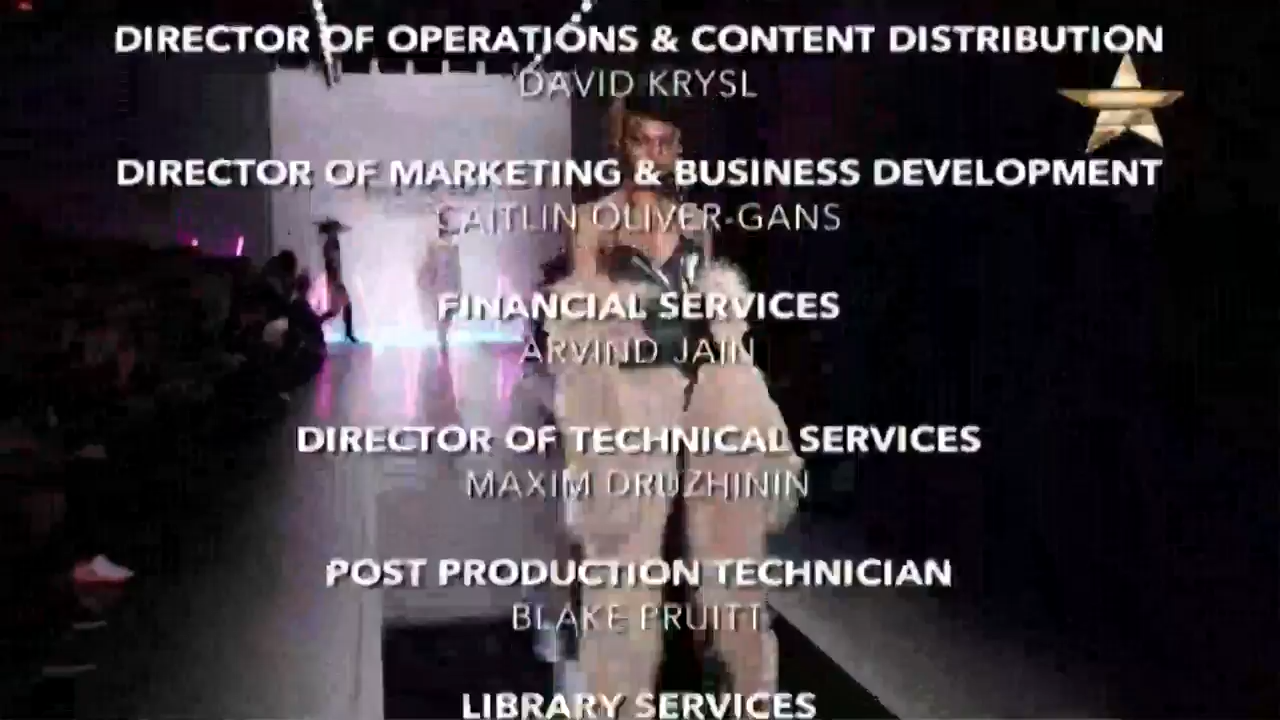 DIRECTOR OF OPERATIONS & CONTENT DISTRIBUTION
DAVID KRYSL
DIRECTOR OF MARKETING & BUSINESS DEVELOPMENT
CAITLIN OLIVER-GANS
FINANCIAL SERVICES
ARVIND JAIN
DIRECTOR OF TECHNICAL SERVICES
MAXIM DRUZHININ
POST PRODUCTION TECHNICIAN
BLAKE PRUITT
LIBRARY SERVICES